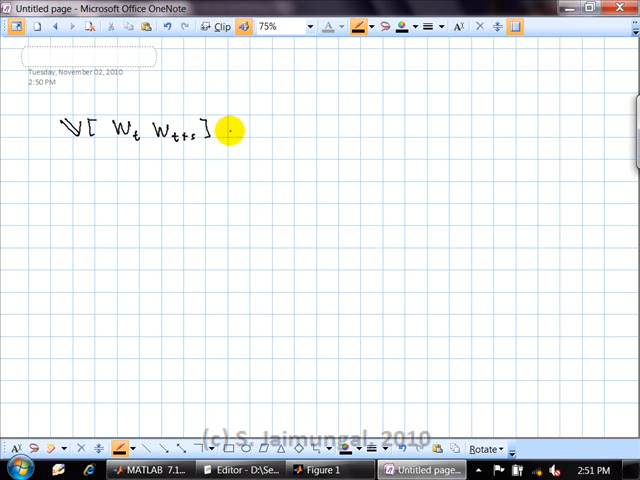 Untitled page - Microsoft Office OneNote
Clip
75%
A
Tuesday, November 02, 2010
2:50 PM
𝕍[ W_t W_{t+s} ]
(c) S. Jaimungal, 2010
Rotate
Start
MATLAB 7.1...
Editor - D:\Se...
Figure 1
Untitled page...
2:51 PM